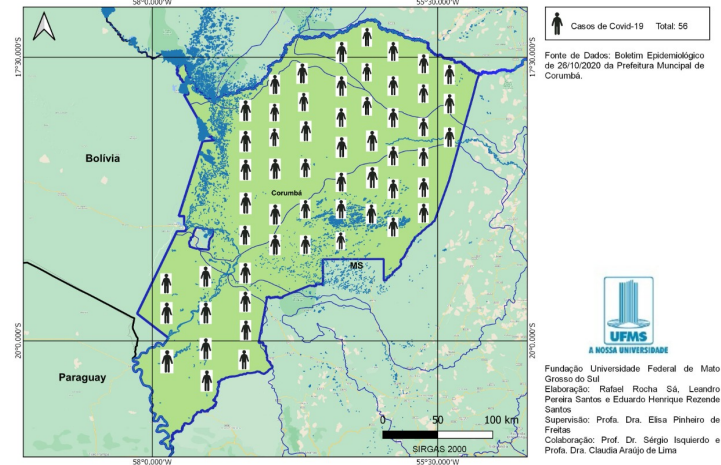 58°0.000'O
55°30.000'O
17°30.000'S
17°30.000'S
Casos de Covid-19 Total: 56
Fonte de Dados: Boletim Epidemiológico
de 26/10/2020 da Prefeitura Muncipal de
Corumbá.
Bolívia
Corumbá
MS
20°0.000'S
20°0.000'S
Paraguay
0 50 100 km
SIRGAS 2000
58°0.000'O
55°30.000'O
UFMS
A NOSSA UNIVERSIDADE
Fundação Universidade Federal de Mato
Grosso do Sul
Elaboração: Rafael Rocha Sá, Leandro
Pereira Santos e Eduardo Henrique Rezende
Santos
Supervisão: Profa. Dra. Elisa Pinheiro de
Freitas
Colaboração: Prof. Dr. Sérgio Isquierdo e
Profa. Dra. Claudia Araújo de Lima